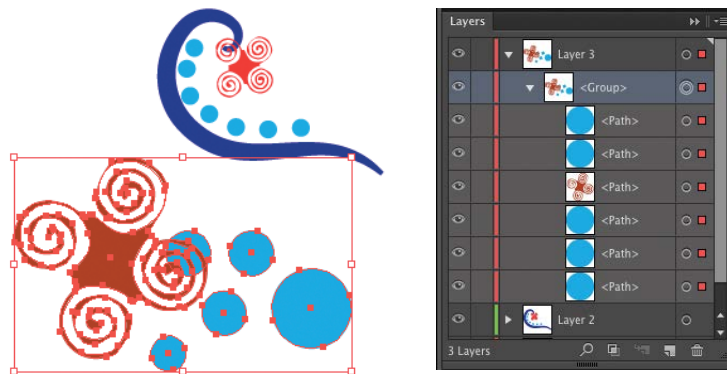 Layers
Layer 3
<Group>
<Path>
<Path>
<Path>
<Path>
<Path>
<Path>
Layer 2
3 Layers